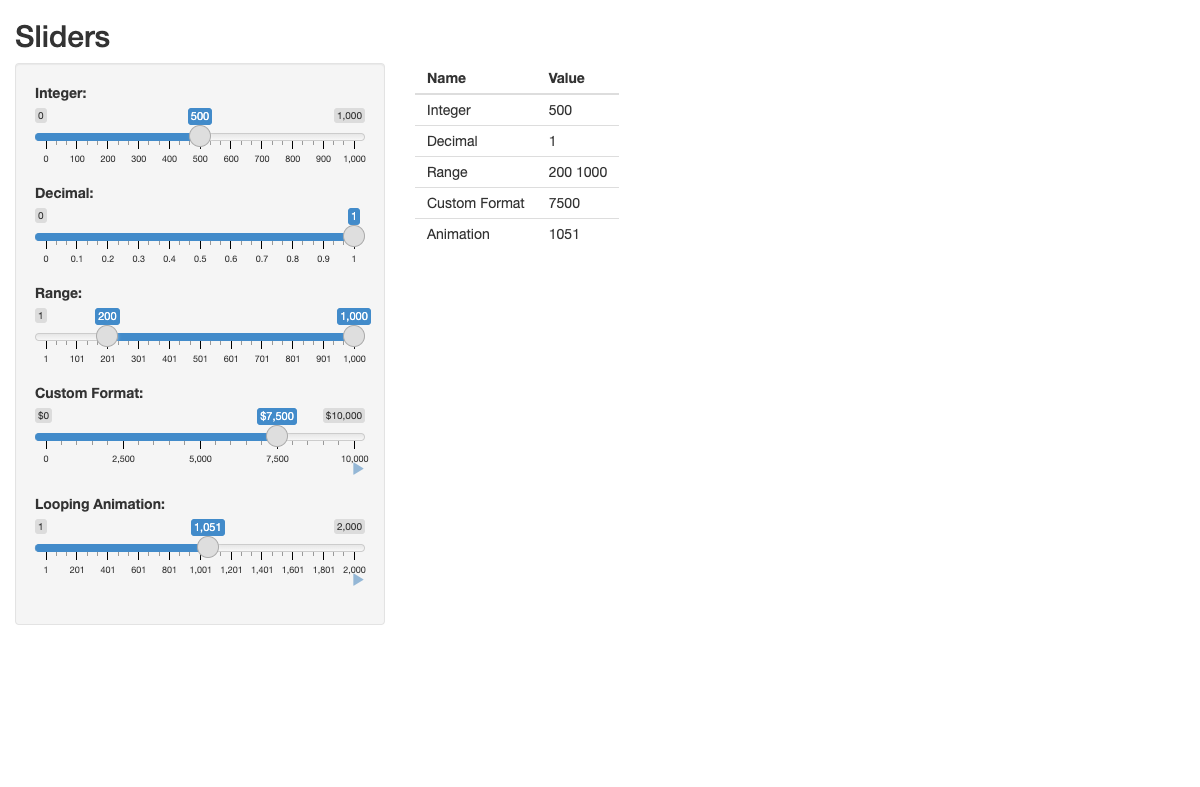 Sliders
Integer:
0 500 1,000
0 100 200 300 400 500 600 700 800 900 1,000
Decimal:
0 1
0 0.1 0.2 0.3 0.4 0.5 0.6 0.7 0.8 0.9 1
Range:
1 200 1,000
1 101 201 301 401 501 601 701 801 901 1,000
Custom Format:
$0 $7,500 $10,000
0 2,500 5,000 7,500 10,000
Looping Animation:
1 1,051 2,000
1 201 401 601 801 1,001 1,201 1,401 1,601 1,801 2,000
Name Value
Integer 500
Decimal 1
Range 200 1000
Custom Format 7500
Animation 1051